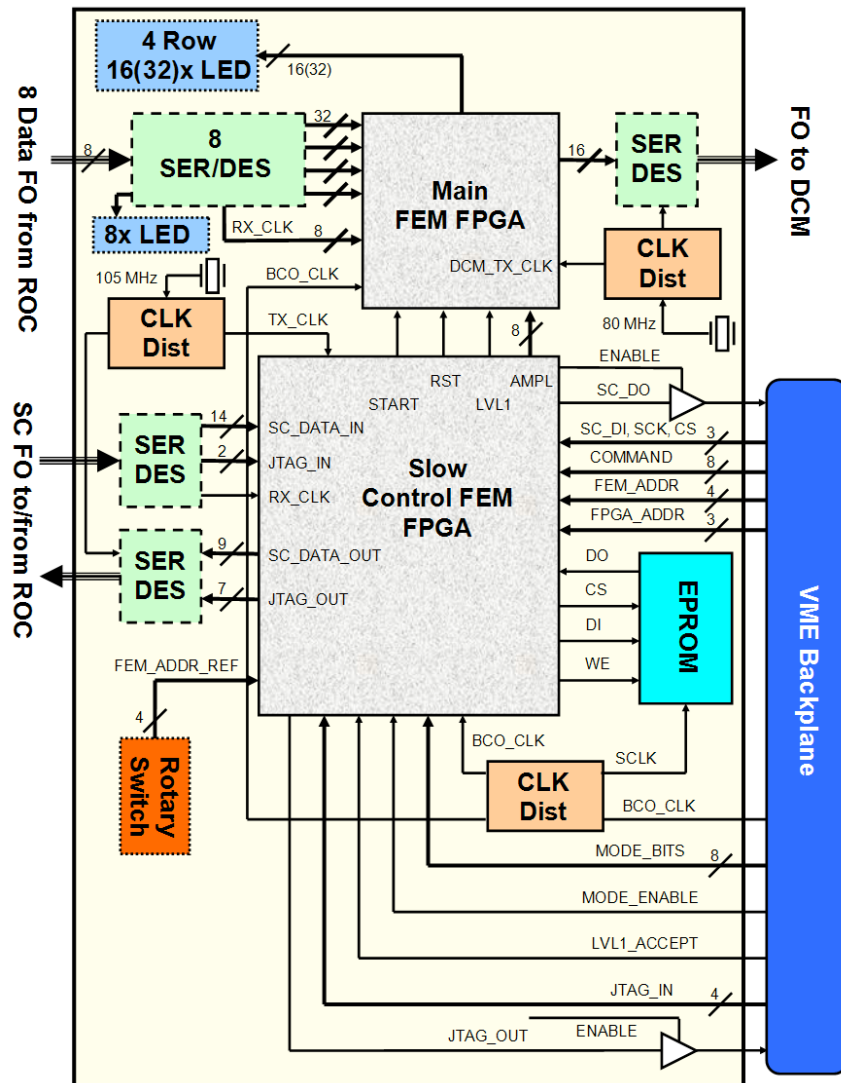 4 Row
16(32)x LED
16(32)
8 Data FO from ROC
8
8
SER/DES
32
8x LED
RX_CLK
8
Main
FEM FPGA
16
SER
DES
FO to DCM
BCO_CLK
DCM_TX_CLK
CLK
Dist
80 MHz
105 MHz
CLK
Dist
TX_CLK
8
START
RST
LVL1
AMPL
ENABLE
SC_DO
SC FO to/from ROC
SER
DES
14
SC_DATA_IN
2
JTAG_IN
RX_CLK
Slow
Control FEM
FPGA
SC_DI, SCK, CS
3
COMMAND
8
FEM_ADDR
4
FPGA_ADDR
3
SER
DES
9
SC_DATA_OUT
7
JTAG_OUT
DO
CS
DI
WE
EPROM
VME Backplane
FEM_ADDR_REF
4
Rotary
Switch
BCO_CLK
CLK
Dist
SCLK
BCO_CLK
MODE_BITS
8
MODE_ENABLE
LVL1_ACCEPT
JTAG_IN
4
JTAG_OUT
ENABLE